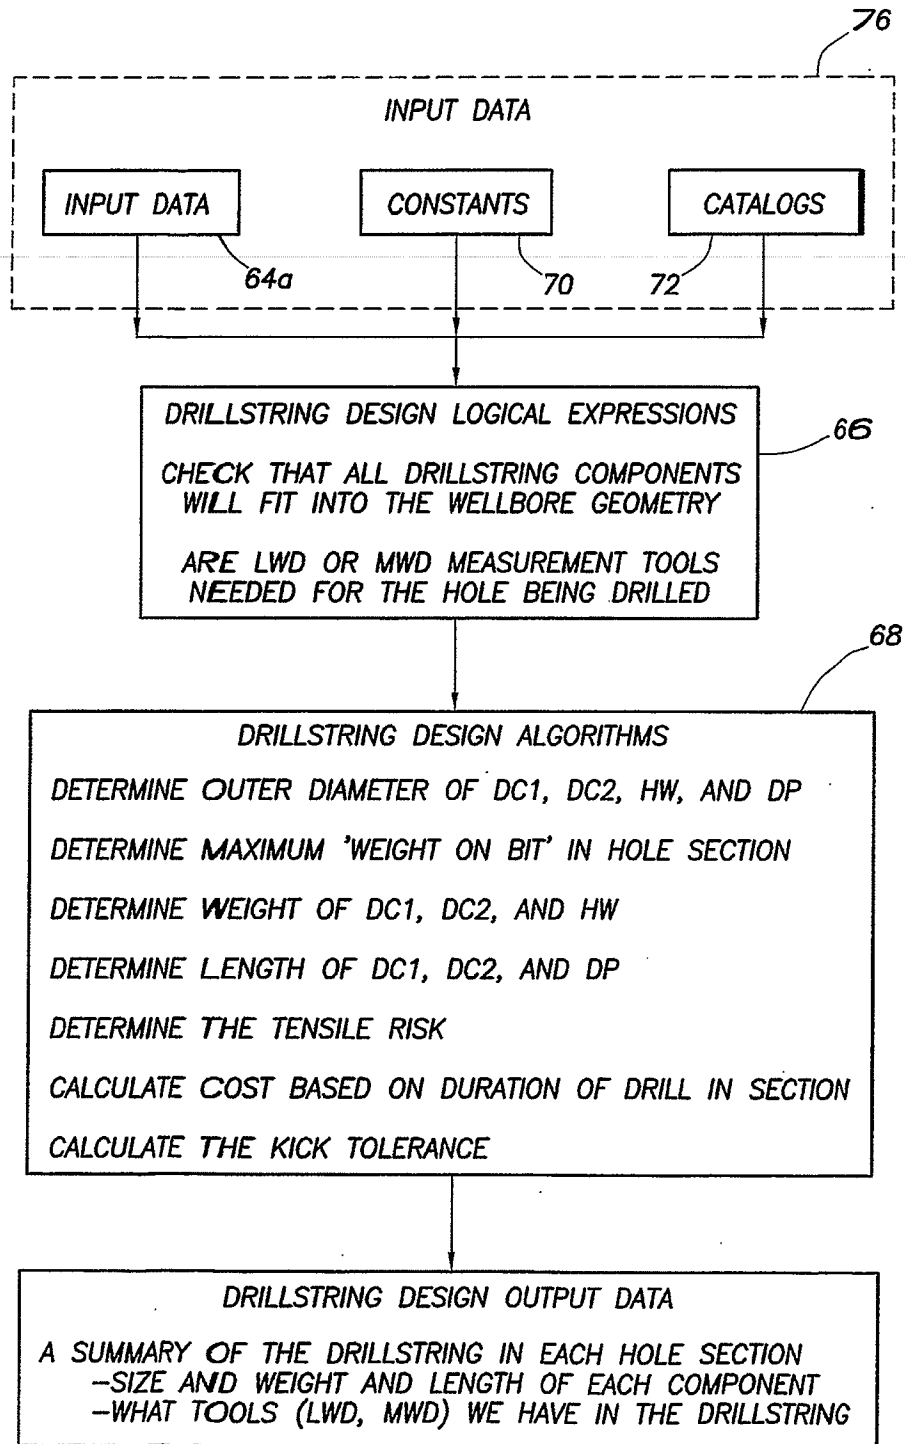 76
INPUT DATA
INPUT DATA
CONSTANTS
CATALOGS
64a
70
72
DRILLSTRING DESIGN LOGICAL EXPRESSIONS
CHECK THAT ALL DRILLSTRING COMPONENTS
WILL FIT INTO THE WELLBORE GEOMETRY
ARE LWD OR MWD MEASUREMENT TOOLS
NEEDED FOR THE HOLE BEING DRILLED
66
68
DRILLSTRING DESIGN ALGORITHMS
DETERMINE OUTER DIAMETER OF DC1, DC2, HW, AND DP
DETERMINE MAXIMUM 'WEIGHT ON BIT' IN HOLE SECTION
DETERMINE WEIGHT OF DC1, DC2, AND HW
DETERMINE LENGTH OF DC1, DC2, AND DP
DETERMINE THE TENSILE RISK
CALCULATE COST BASED ON DURATION OF DRILL IN SECTION
CALCULATE THE KICK TOLERANCE
DRILLSTRING DESIGN OUTPUT DATA
A SUMMARY OF THE DRILLSTRING IN EACH HOLE SECTION
-SIZE AND WEIGHT AND LENGTH OF EACH COMPONENT
-WHAT TOOLS (LWD, MWD) WE HAVE IN THE DRILLSTRING